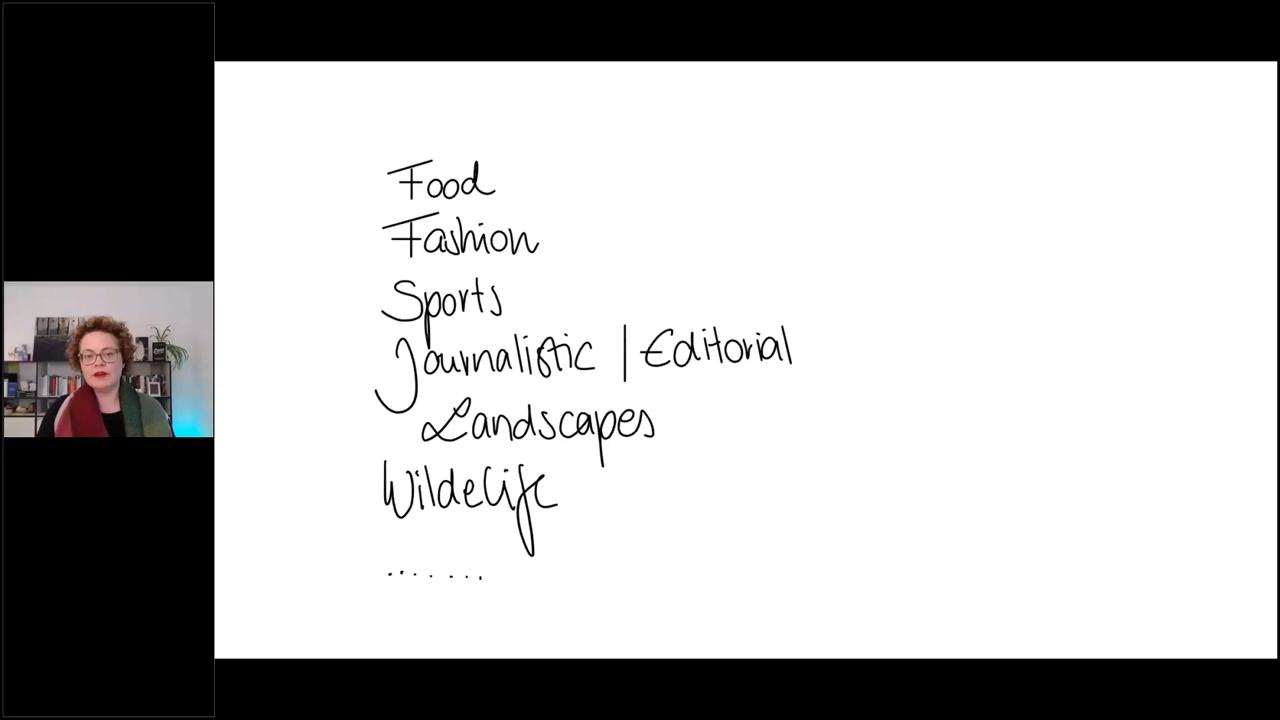 Food
Fashion
Sports
Journalistic | Editorial
Landscapes
Wildelife
.......